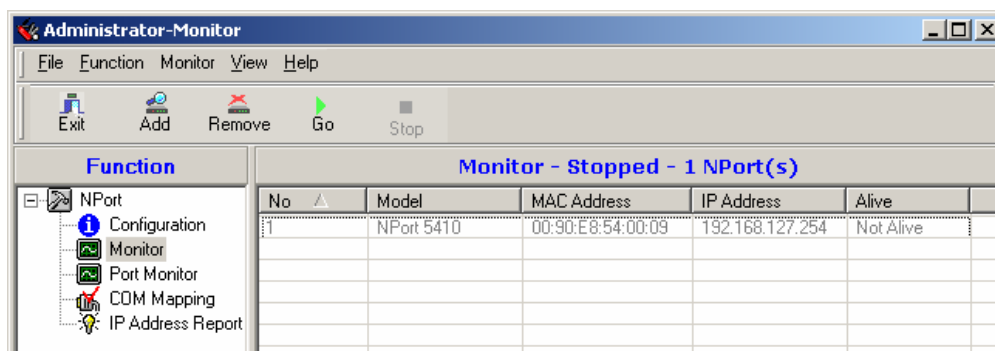 Administrator-Monitor
File Function Monitor View Help
Exit Add Remove Go Stop
Function
Monitor - Stopped - 1 NPort(s)
NPort
Configuration
Monitor
Port Monitor
COM Mapping
IP Address Report
No Model MAC Address IP Address Alive
1 NPort 5410 00:90:E8:54:00:09 192.168.127.254 Not Alive